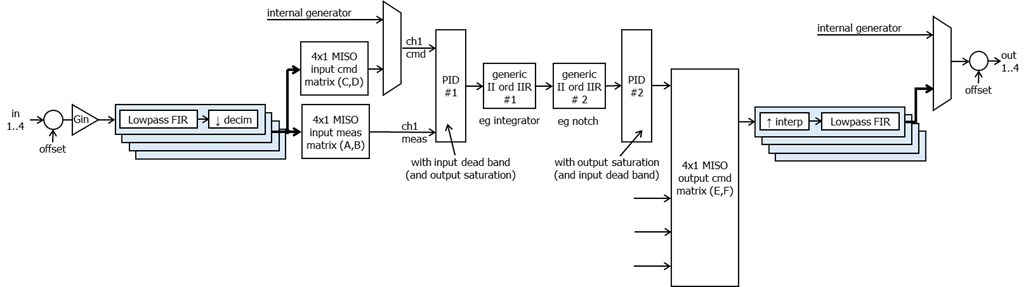 internal generator
4x1 MISO
input cmd
matrix (C,D)
ch1
cmd
in
1..4
offset
Gin
Lowpass FIR
↓ decim
4x1 MISO
input meas
matrix (A,B)
ch1
meas
PID
#1
with input dead band
(and output saturation)
generic
II ord IIR
#1
eg integrator
generic
II ord IIR
# 2
eg notch
PID
#2
with output saturation
(and input dead band)
4x1 MISO
output cmd
matrix (E,F)
↑ interp
Lowpass FIR
internal generator
out
1..4
offset